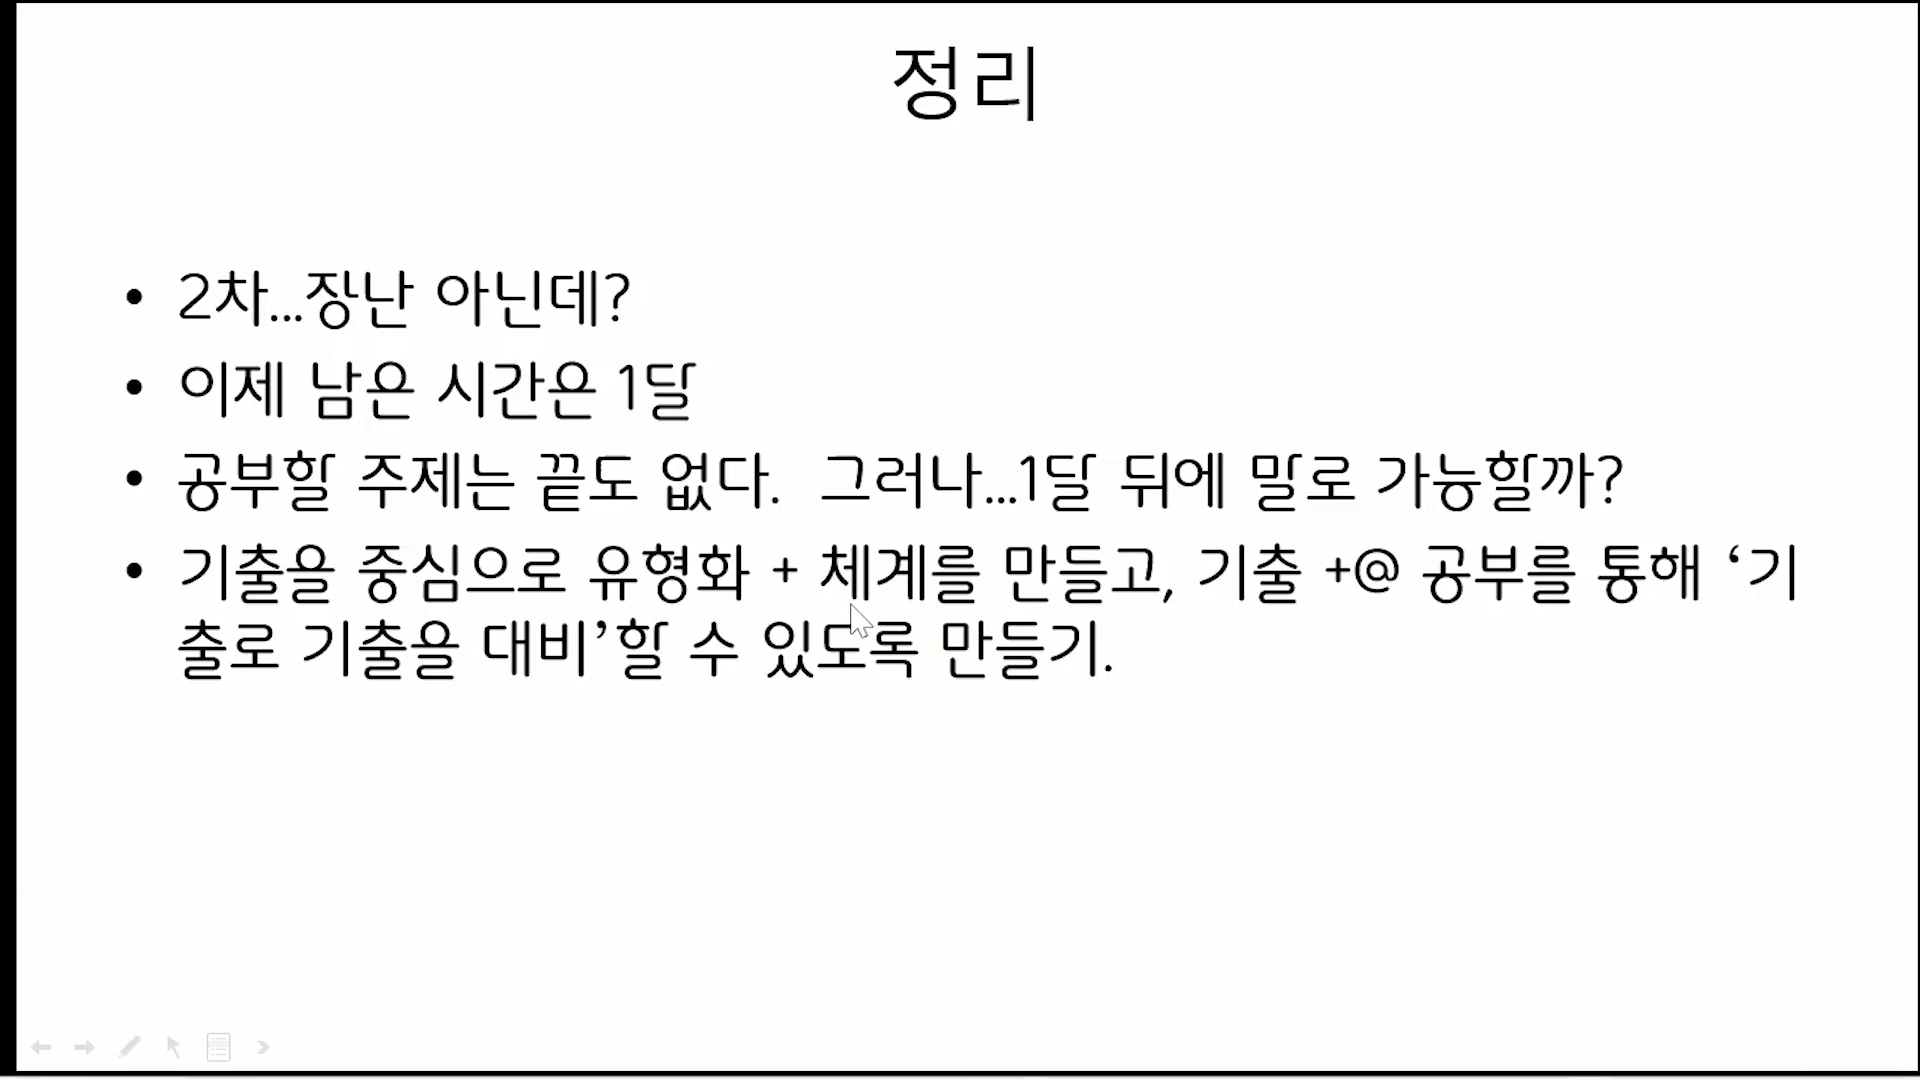 정리
• 2차...장난 아닌데?
• 이제 남은 시간은 1달
• 공부할 주제는 끝도 없다.  그러나...1달 뒤에 말로 가능할까?
• 기출을 중심으로 유형화 + 체계를 만들고, 기출 +@ 공부를 통해 ‘기
출로 기출을 대비’할 수 있도록 만들기.